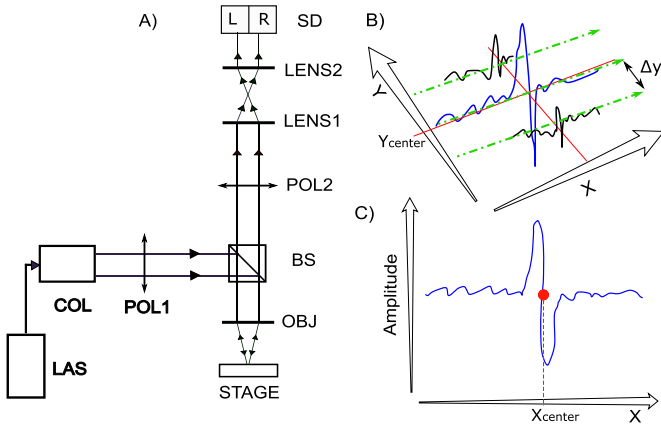 A)
L R SD
LENS2
LENS1
POL2
BS
COL
POL1
OBJ
LAS
STAGE
B)
Y
Δy
Ycenter
X
C)
Amplitude
Xcenter
X